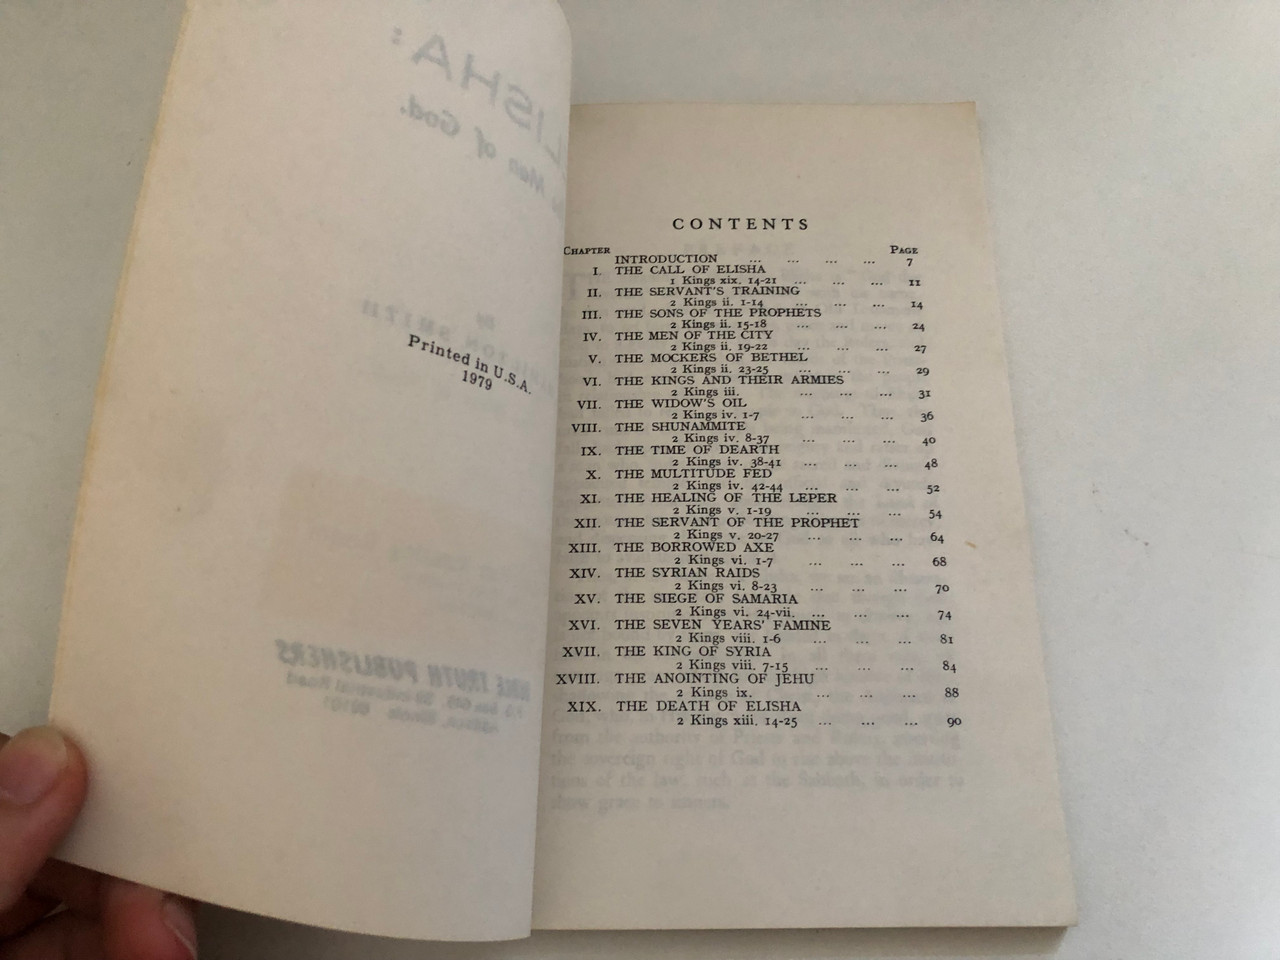 ELISHA:
Man of God.
By
SMITH
Printed in U.S.A.
1979
TRUTH PUBLISHERS
CONTENTS
CHAPTER PAGE
INTRODUCTION ... ... ... ... 7
I. THE CALL OF ELISHA
1 Kings xix. 14-21 ... ... ... 11
II. THE SERVANT'S TRAINING
2 Kings ii. 1-14 ... ... ... 14
III. THE SONS OF THE PROPHETS
2 Kings ii. 15-18 ... ... ... 24
IV. THE MEN OF THE CITY
2 Kings ii. 19-22 ... ... ... 27
V. THE MOCKERS OF BETHEL
2 Kings ii. 23-25 ... ... ... 29
VI. THE KINGS AND THEIR ARMIES
2 Kings iii. ... ... ... 31
VII. THE WIDOW'S OIL
2 Kings iv. 1-7 ... ... ... 36
VIII. THE SHUNAMMITE
2 Kings iv. 8-37 ... ... ... 40
IX. THE TIME OF DEARTH
2 Kings iv. 38-41 ... ... ... 48
X. THE MULTITUDE FED
2 Kings iv. 42-44 ... ... ... 52
XI. THE HEALING OF THE LEPER
2 Kings v. 1-19 ... ... ... 54
XII. THE SERVANT OF THE PROPHET
2 Kings v. 20-27 ... ... ... 64
XIII. THE BORROWED AXE
2 Kings vi. 1-7 ... ... ... 68
XIV. THE SYRIAN RAIDS
2 Kings vi. 8-23 ... ... ... 70
XV. THE SIEGE OF SAMARIA
2 Kings vi. 24-vii. ... ... ... 74
XVI. THE SEVEN YEARS' FAMINE
2 Kings viii. 1-6 ... ... ... 81
XVII. THE KING OF SYRIA
2 Kings viii. 7-15 ... ... ... 84
XVIII. THE ANOINTING OF JEHU
2 Kings ix. ... ... ... 88
XIX. THE DEATH OF ELISHA
2 Kings xiii. 14-25 ... ... ... 90